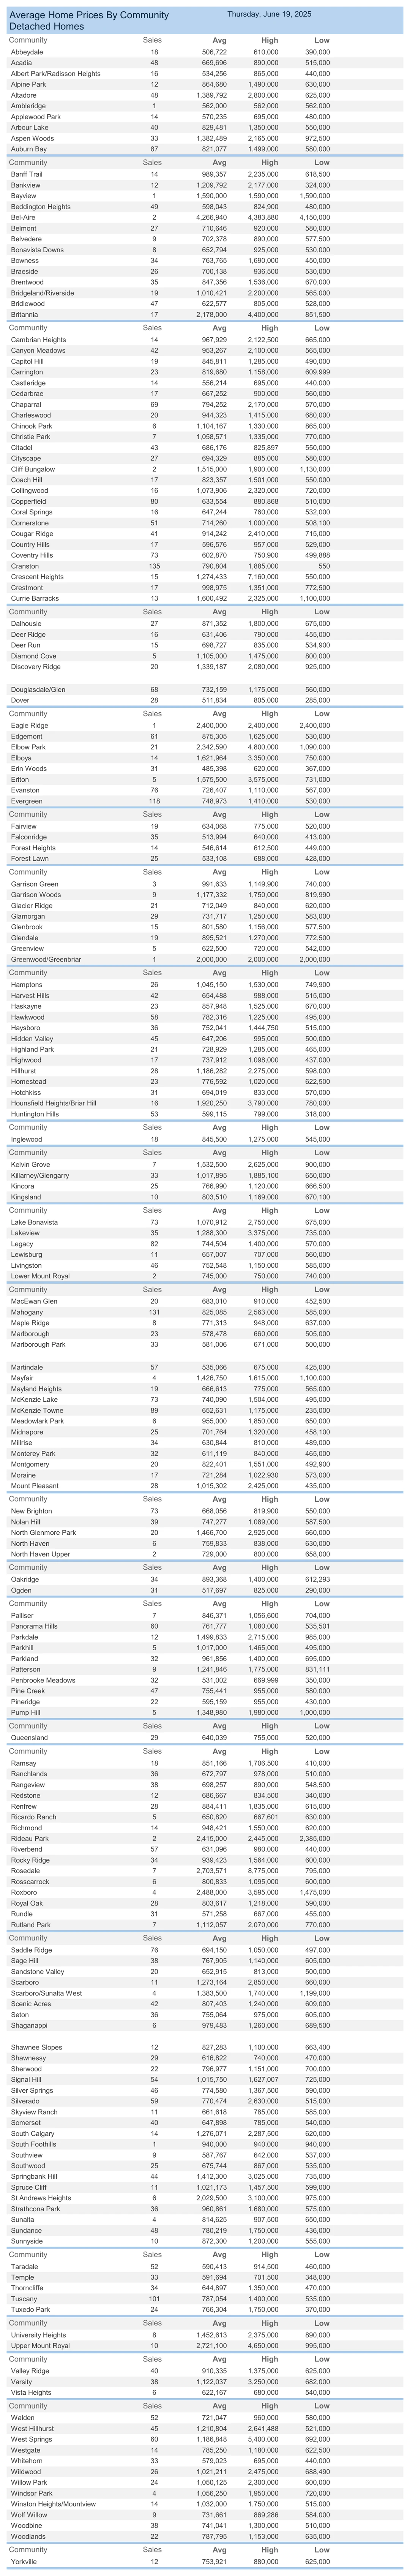 Average Home Prices By Community Thursday, June 19, 2025
Detached Homes
Community Sales Avg High Low
Abbeydale 18 506,722 610,000 390,000
Acadia 48 669,696 890,000 515,000
Albert Park/Radisson Heights 16 534,256 865,000 440,000
Alpine Park 12 864,680 1,490,000 630,000
Altadore 48 1,389,792 2,800,000 625,000
Ambleridge 1 562,000 562,000 562,000
Applewood Park 14 570,235 695,000 480,000
Arbour Lake 40 829,481 1,350,000 550,000
Aspen Woods 33 1,382,489 2,165,000 972,500
Auburn Bay 87 821,077 1,499,000 580,000
Community Sales Avg High Low
Banff Trail 14 989,357 2,235,000 618,500
Bankview 12 1,209,792 2,177,000 324,000
Bayview 1 1,590,000 1,590,000 1,590,000
Beddington Heights 49 598,043 824,900 480,000
Bel-Aire 2 4,266,940 4,383,880 4,150,000
Belmont 27 710,646 920,000 580,000
Belvedere 9 702,378 890,000 577,500
Bonavista Downs 8 652,794 925,000 530,000
Bowness 34 763,765 1,690,000 450,000
Braeside 26 700,138 936,500 530,000
Brentwood 35 847,356 1,536,000 670,000
Bridgeland/Riverside 19 1,010,421 2,200,000 565,000
Bridlewood 47 622,577 805,000 528,000
Britannia 17 2,178,000 4,400,000 851,500
Community Sales Avg High Low
Cambrian Heights 14 967,929 2,122,500 665,000
Canyon Meadows 42 953,267 2,100,000 565,000
Capitol Hill 19 845,811 1,285,000 490,000
Carrington 23 819,680 1,158,000 609,999
Castleridge 14 556,214 695,000 440,000
Cedarbrae 17 667,252 900,000 560,000
Chaparral 69 794,252 2,170,000 570,000
Charleswood 20 944,323 1,415,000 680,000
Chinook Park 6 1,104,167 1,330,000 865,000
Christie Park 7 1,058,571 1,335,000 770,000
Citadel 43 686,176 825,897 550,000
Cityscape 27 694,329 885,000 580,000
Cliff Bungalow 2 1,515,000 1,900,000 1,130,000
Coach Hill 17 823,357 1,501,000 550,000
Collingwood 16 1,073,906 2,320,000 720,000
Copperfield 80 633,554 880,868 510,000
Coral Springs 16 647,244 760,000 532,000
Cornerstone 51 714,260 1,000,000 508,100
Cougar Ridge 41 914,242 2,410,000 715,000
Country Hills 17 596,576 957,000 529,000
Coventry Hills 73 602,870 750,900 499,888
Cranston 135 790,804 1,885,000 550
Crescent Heights 15 1,274,433 7,160,000 550,000
Crestmont 17 998,975 1,351,000 772,500
Currie Barracks 13 1,600,492 2,325,000 1,100,000
Community Sales Avg High Low
Dalhousie 27 871,352 1,800,000 675,000
Deer Ridge 16 631,406 790,000 455,000
Deer Run 15 698,727 835,000 534,900
Diamond Cove 5 1,105,000 1,475,000 800,000
Discovery Ridge 20 1,339,187 2,080,000 925,000
Douglasdale/Glen 68 732,159 1,175,000 560,000
Dover 28 511,834 805,000 285,000
Community Sales Avg High Low
Eagle Ridge 1 2,400,000 2,400,000 2,400,000
Edgemont 61 875,305 1,625,000 530,000
Elbow Park 21 2,342,590 4,800,000 1,090,000
Elboya 14 1,621,964 3,350,000 750,000
Erin Woods 31 485,398 620,000 367,000
Erlton 5 1,575,500 3,575,000 731,000
Evanston 76 726,407 1,110,000 567,000
Evergreen 118 748,973 1,410,000 530,000
Community Sales Avg High Low
Fairview 19 634,068 775,000 520,000
Falconridge 35 513,994 640,000 413,000
Forest Heights 14 546,614 612,500 449,000
Forest Lawn 25 533,108 688,000 428,000
Community Sales Avg High Low
Garrison Green 3 991,633 1,149,900 740,000
Garrison Woods 9 1,177,332 1,750,000 819,990
Glacier Ridge 21 712,049 840,000 620,000
Glamorgan 29 731,717 1,250,000 583,000
Glenbrook 15 801,580 1,156,000 577,500
Glendale 19 895,521 1,270,000 772,500
Greenview 5 622,500 720,000 542,000
Greenwood/Greenbriar 1 2,000,000 2,000,000 2,000,000
Community Sales Avg High Low
Hamptons 26 1,045,150 1,530,000 749,900
Harvest Hills 42 654,488 988,000 515,000
Haskayne 23 857,948 1,525,000 670,000
Hawkwood 58 782,316 1,225,000 495,000
Haysboro 36 752,041 1,444,750 515,000
Hidden Valley 45 647,206 995,000 500,000
Highland Park 21 728,929 1,285,000 465,000
Highwood 17 737,912 1,098,000 437,000
Hillhurst 28 1,186,282 2,275,000 598,000
Homestead 23 776,592 1,020,000 622,500
Hotchkiss 31 694,019 833,000 570,000
Hounsfield Heights/Briar Hill 16 1,920,250 3,790,000 780,000
Huntington Hills 53 599,115 799,000 318,000
Community Sales Avg High Low
Inglewood 18 845,500 1,275,000 545,000
Community Sales Avg High Low
Kelvin Grove 7 1,532,500 2,625,000 900,000
Killarney/Glengarry 33 1,017,895 1,885,100 650,000
Kincora 25 766,990 1,120,000 666,500
Kingsland 10 803,510 1,169,000 670,100
Community Sales Avg High Low
Lake Bonavista 73 1,070,912 2,750,000 675,000
Lakeview 35 1,288,300 3,375,000 735,000
Legacy 82 744,504 1,400,000 570,000
Lewisburg 11 657,007 707,000 560,000
Livingston 46 752,548 1,150,000 585,000
Lower Mount Royal 2 745,000 750,000 740,000
Community Sales Avg High Low
MacEwan Glen 20 683,010 910,000 452,500
Mahogany 131 825,085 2,563,000 585,000
Maple Ridge 8 771,313 948,000 637,000
Marlborough 23 578,478 660,000 505,000
Marlborough Park 33 581,006 671,000 500,000
Martindale 57 535,066 675,000 425,000
Mayfair 4 1,426,750 1,615,000 1,100,000
Mayland Heights 19 666,613 775,000 565,000
McKenzie Lake 73 740,090 1,504,000 495,000
McKenzie Towne 89 652,631 1,175,000 235,000
Meadowlark Park 6 955,000 1,850,000 650,000
Midnapore 25 701,764 1,320,000 458,100
Millrise 34 630,844 810,000 489,000
Monterey Park 32 611,119 840,000 465,000
Montgomery 20 822,401 1,551,000 492,900
Moraine 17 721,284 1,022,930 573,000
Mount Pleasant 28 1,015,302 2,425,000 435,000
Community Sales Avg High Low
New Brighton 73 668,056 819,900 550,000
Nolan Hill 39 747,277 1,089,000 587,500
North Glenmore Park 20 1,466,700 2,925,000 660,000
North Haven 6 759,833 838,000 630,000
North Haven Upper 2 729,000 800,000 658,000
Community Sales Avg High Low
Oakridge 34 893,368 1,400,000 612,293
Ogden 31 517,697 825,000 290,000
Community Sales Avg High Low
Palliser 7 846,371 1,056,600 704,000
Panorama Hills 60 761,777 1,080,000 535,501
Parkdale 12 1,499,833 2,715,000 985,000
Parkhill 5 1,017,000 1,465,000 495,000
Parkland 32 961,856 1,400,000 695,000
Patterson 9 1,241,846 1,775,000 831,111
Penbrooke Meadows 32 531,002 669,999 350,000
Pine Creek 47 755,441 955,000 580,000
Pineridge 22 595,159 955,000 430,000
Pump Hill 5 1,348,980 1,980,000 1,000,000
Community Sales Avg High Low
Queensland 29 640,039 755,000 520,000
Community Sales Avg High Low
Ramsay 18 851,166 1,706,500 410,000
Ranchlands 36 672,797 978,000 510,000
Rangeview 38 698,257 890,000 548,500
Redstone 12 686,667 834,500 340,000
Renfrew 28 884,411 1,835,000 615,000
Ricardo Ranch 5 650,820 667,601 630,000
Richmond 14 948,421 1,550,000 620,000
Rideau Park 2 2,415,000 2,445,000 2,385,000
Riverbend 57 631,096 980,000 440,000
Rocky Ridge 34 939,423 1,564,000 600,000
Rosedale 7 2,703,571 8,775,000 795,000
Rosscarrock 6 800,833 1,095,000 600,000
Roxboro 4 2,488,000 3,595,000 1,475,000
Royal Oak 28 803,617 1,218,000 590,000
Rundle 31 571,258 667,000 455,000
Rutland Park 7 1,112,057 2,070,000 770,000
Community Sales Avg High Low
Saddle Ridge 76 694,150 1,050,000 497,000
Sage Hill 38 767,905 1,140,000 605,000
Sandstone Valley 20 652,915 813,000 500,000
Scarboro 11 1,273,164 2,850,000 660,000
Scarboro/Sunalta West 4 1,383,500 1,740,000 1,199,000
Scenic Acres 42 807,403 1,240,000 609,000
Seton 36 755,064 975,000 605,000
Shaganappi 6 979,483 1,260,000 689,500
Shawnee Slopes 12 827,283 1,100,000 663,400
Shawnessy 29 616,822 740,000 470,000
Sherwood 22 796,977 1,151,000 700,000
Signal Hill 54 1,015,750 1,627,007 725,000
Silver Springs 46 774,580 1,367,500 590,000
Silverado 59 770,474 2,630,000 515,000
Skyview Ranch 11 661,618 785,000 585,000
Somerset 40 647,898 785,000 540,000
South Calgary 14 1,276,071 2,287,500 620,000
South Foothills 1 940,000 940,000 940,000
Southview 9 587,767 642,000 537,000
Southwood 25 675,744 867,000 535,000
Springbank Hill 44 1,412,300 3,025,000 735,000
Spruce Cliff 11 1,021,173 1,457,500 599,000
St Andrews Heights 6 2,029,500 3,100,000 975,000
Strathcona Park 36 960,861 1,680,000 575,000
Sunalta 4 814,625 907,500 650,000
Sundance 48 780,219 1,750,000 436,000
Sunnyside 10 872,300 1,200,000 555,000
Community Sales Avg High Low
Taradale 52 590,413 914,500 460,000
Temple 33 591,694 701,500 348,000
Thorncliffe 34 644,897 1,350,000 470,000
Tuscany 101 787,054 1,400,000 535,000
Tuxedo Park 24 766,304 1,750,000 370,000
Community Sales Avg High Low
University Heights 8 1,452,613 2,375,000 890,000
Upper Mount Royal 10 2,721,100 4,650,000 995,000
Community Sales Avg High Low
Valley Ridge 40 910,335 1,375,000 625,000
Varsity 38 1,122,037 3,250,000 682,000
Vista Heights 6 622,167 680,000 540,000
Community Sales Avg High Low
Walden 52 721,047 960,000 580,000
West Hillhurst 45 1,210,804 2,641,488 521,000
West Springs 60 1,186,848 5,400,000 692,000
Westgate 14 785,250 1,180,000 622,500
Whitehorn 33 579,023 695,000 440,000
Wildwood 26 1,021,211 2,475,000 688,490
Willow Park 24 1,050,125 2,300,000 600,000
Windsor Park 4 1,056,250 1,950,000 720,000
Winston Heights/Mountview 14 1,032,000 1,750,000 515,000
Wolf Willow 9 731,661 869,286 584,000
Woodbine 38 741,041 1,300,000 510,000
Woodlands 22 787,795 1,153,000 635,000
Community Sales Avg High Low
Yorkville 12 753,921 880,000 625,000